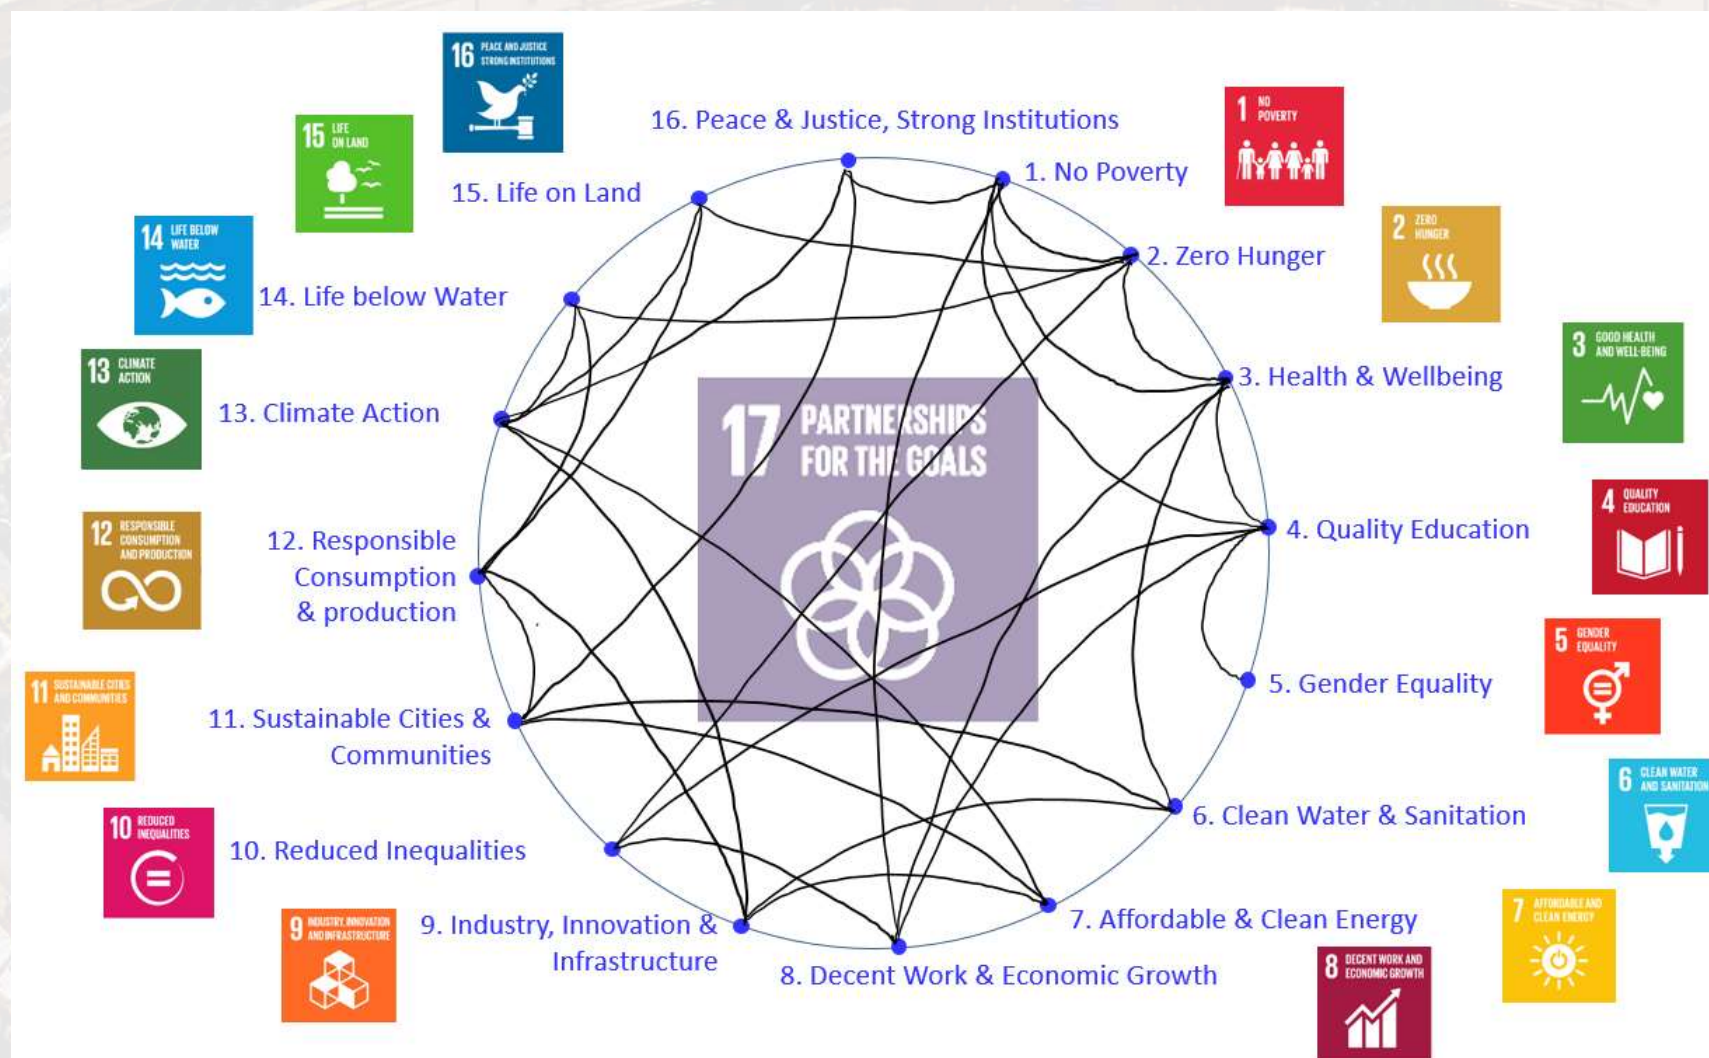 16 PEACE AND JUSTICE
STRONG INSTITUTIONS
16. Peace & Justice, Strong Institutions
1 NO
POVERTY
1. No Poverty
15 LIFE
ON LAND
15. Life on Land
2 ZERO
HUNGER
2. Zero Hunger
14 LIFE BELOW
WATER
14. Life below Water
3 GOOD HEALTH
AND WELL-BEING
3. Health & Wellbeing
13 CLIMATE
ACTION
13. Climate Action
17 PARTNERSHIPS
FOR THE GOALS
4 QUALITY
EDUCATION
4. Quality Education
12 RESPONSIBLE
CONSUMPTION
AND PRODUCTION
12. Responsible
Consumption
& production
5 GENDER
EQUALITY
5. Gender Equality
11 SUSTAINABLE CITIES
AND COMMUNITIES
11. Sustainable Cities &
Communities
6 CLEAN WATER
AND SANITATION
6. Clean Water & Sanitation
10 REDUCED
INEQUALITIES
10. Reduced Inequalities
7 AFFORDABLE AND
CLEAN ENERGY
7. Affordable & Clean Energy
9 INDUSTRY, INNOVATION
AND INFRASTRUCTURE
9. Industry, Innovation &
Infrastructure
8. Decent Work & Economic Growth
8 DECENT WORK AND
ECONOMIC GROWTH